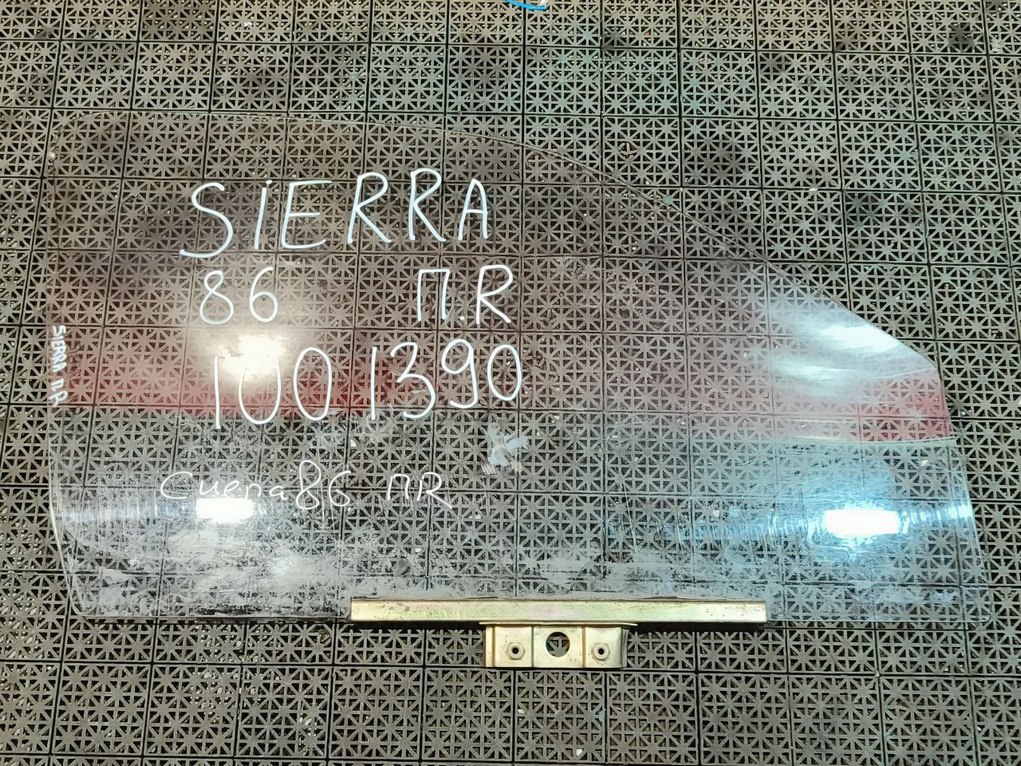 SIERRA
86 П.R
1001390
Сиера 86 ПR
SIERRA П.R